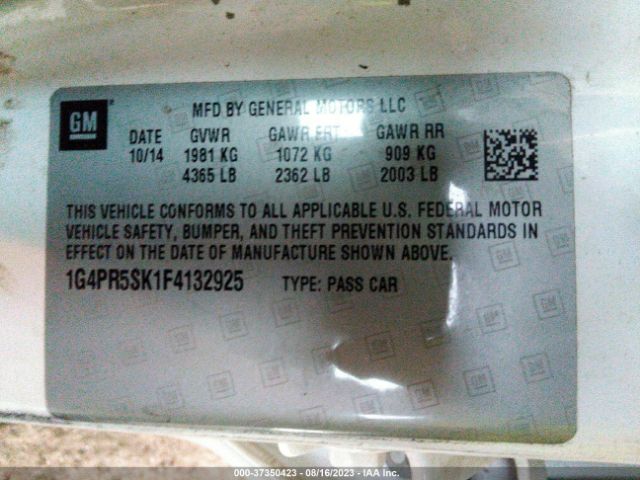 GM
MFD BY GENERAL MOTORS LLC
DATE GVWR GAWR FRT GAWR RR
10/14 1981 KG 1072 KG 909 KG
4365 LB 2362 LB 2003 LB
THIS VEHICLE CONFORMS TO ALL APPLICABLE U.S. FEDERAL MOTOR
VEHICLE SAFETY, BUMPER, AND THEFT PREVENTION STANDARDS IN
EFFECT ON THE DATE OF MANUFACTURE SHOWN ABOVE.
1G4PR5SK1F4132925 TYPE: PASS CAR
000-37350423 - 08/16/2023 - IAA Inc.